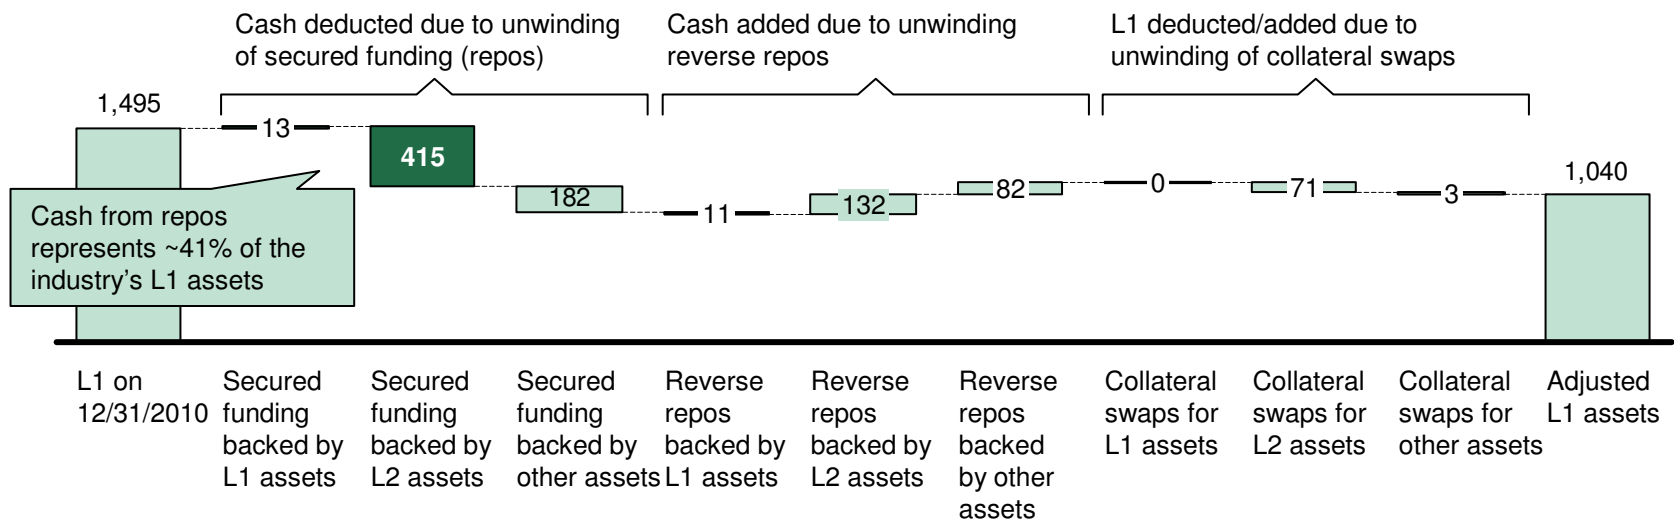 Cash deducted due to unwinding
of secured funding (repos)
Cash added due to unwinding
reverse repos
L1 deducted/added due to
unwinding of collateral swaps
1,495
13
415
182
11
132
82
0
71
3
1,040
Cash from repos
represents ~41% of the
industry's L1 assets
L1 on
12/31/2010
Secured
funding
backed by
L1 assets
Secured
funding
backed by
L2 assets
Secured
funding
backed by
other assets
Reverse
repos
backed by
L1 assets
Reverse
repos
backed by
L2 assets
Reverse
repos
backed
by other
assets
Collateral
swaps for
L1 assets
Collateral
swaps for
L2 assets
Collateral
swaps for
other assets
Adjusted
L1 assets